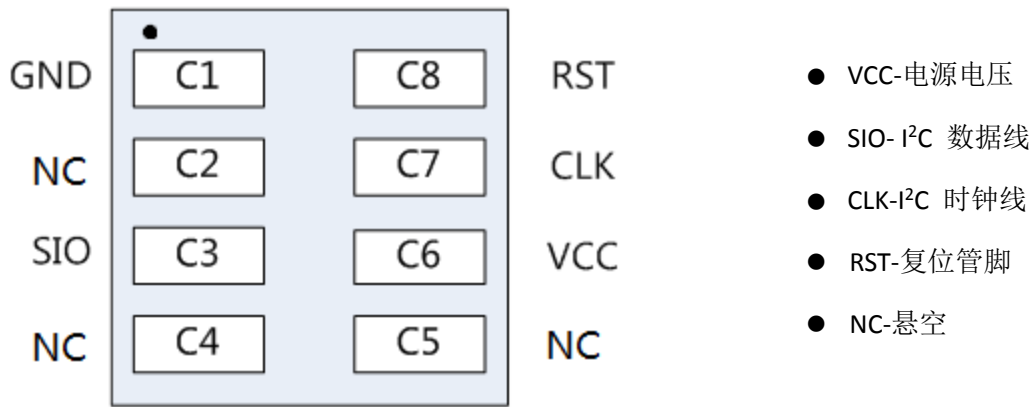 GND C1 C8 RST
NC C2 C7 CLK
SIO C3 C6 VCC
NC C4 C5 NC
● VCC-电源电压
● SIO- I²C 数据线
● CLK-I²C 时钟线
● RST-复位管脚
● NC-悬空